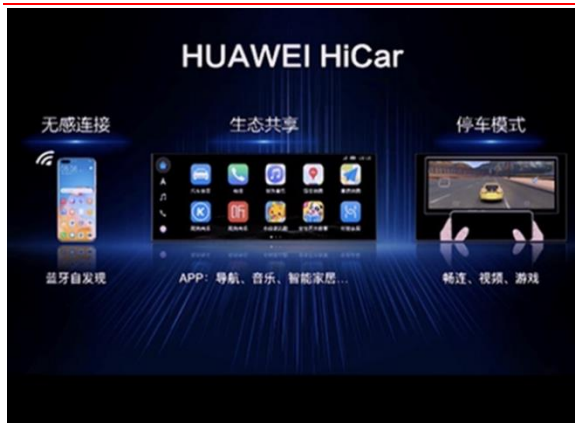 HUAWEI HiCar
无感连接
生态共享
停车模式
蓝牙自发现
APP：导航、音乐、智能家居...
畅连、视频、游戏